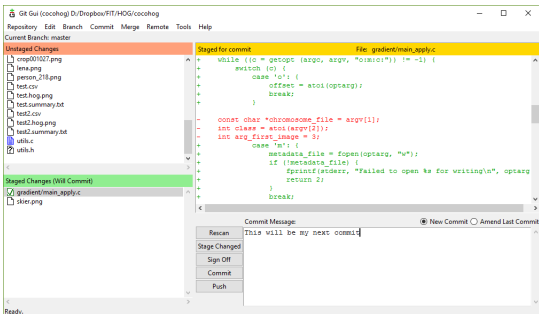 Git Gui (cocohog) D:/Dropbox/FIT/HOG/cocohog
Repository Edit Branch Commit Merge Remote Tools Help
Current Branch: master
Unstaged Changes
crop001027.png
lena.png
person_218.png
test.csv
test.hog.png
test.summary.txt
test2.csv
test2.hog.png
test2.summary.txt
utils.c
utils.h
Staged Changes (Will Commit)
gradient/main_apply.c
skier.png
Staged for commit File: gradient/main_apply.c
+ while ((c = getopt (argc, argv, "o:m:c:")) != -1) {
+ switch (c) {
+ case 'o': {
+ offset = atoi(optarg);
+ break;
+ }
- const char *chromosome_file = argv[1];
- int class = atoi(argv[2]);
- int arg_first_image = 3;
+ case 'm': {
+ metadata_file = fopen(optarg, "w");
+ if (!metadata_file) {
+ fprintf(stderr, "Failed to open %s for writing\n", optarg
+ return 2;
+ }
+ break;
Commit Message: New Commit Amend Last Commit
Rescan
Stage Changed
Sign Off
Commit
Push
This will be my next commit
Ready.